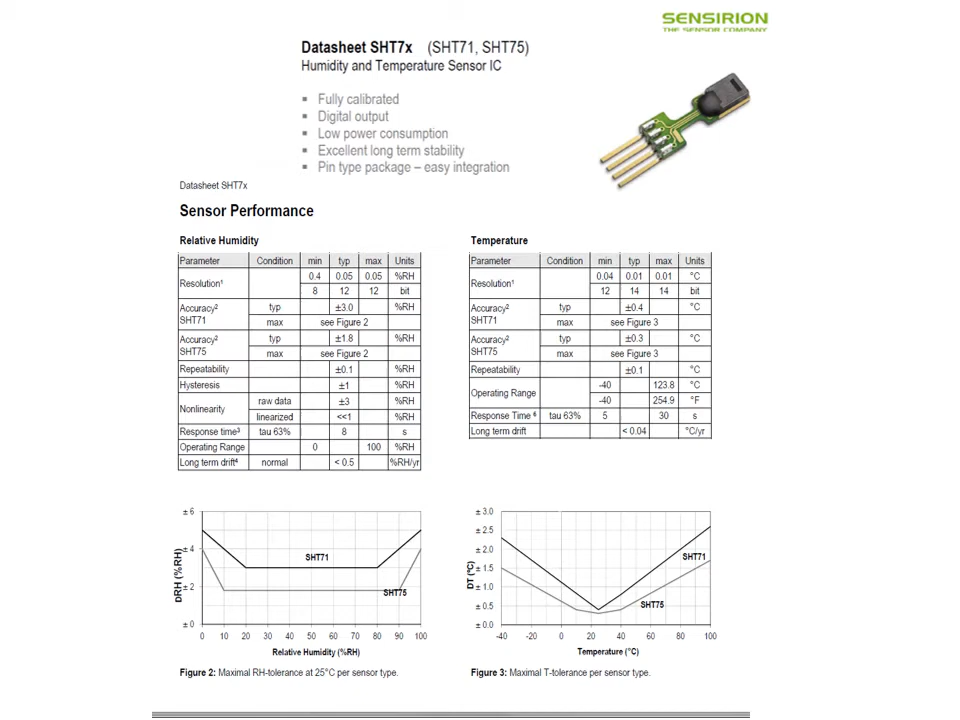 SENSIRION
THE SENSOR COMPANY
Datasheet SHT7x (SHT71, SHT75)
Humidity and Temperature Sensor IC
▪ Fully calibrated
▪ Digital output
▪ Low power consumption
▪ Excellent long term stability
▪ Pin type package – easy integration
Datasheet SHT7x
Sensor Performance
Relative Humidity
Parameter Condition min typ max Units
Resolution¹ 0.4 0.05 0.05 %RH
8 12 12 bit
Accuracy² SHT71 typ ±3.0 %RH
max see Figure 2
Accuracy² SHT75 typ ±1.8 %RH
max see Figure 2
Repeatability ±0.1 %RH
Hysteresis ±1 %RH
Nonlinearity raw data ±3 %RH
linearized <<1 %RH
Response time³ tau 63% 8 s
Operating Range 0 100 %RH
Long term drift⁴ normal < 0.5 %RH/yr
Temperature
Parameter Condition min typ max Units
Resolution¹ 0.04 0.01 0.01 °C
12 14 14 bit
Accuracy² SHT71 typ ±0.4 °C
max see Figure 3
Accuracy² SHT75 typ ±0.3 °C
max see Figure 3
Repeatability ±0.1 °C
Operating Range -40 123.8 °C
-40 254.9 °F
Response Time ⁶ tau 63% 5 30 s
Long term drift < 0.04 °C/yr
DRH (%RH)
± 6
± 4
± 2
± 0
SHT71
SHT75
0 10 20 30 40 50 60 70 80 90 100
Relative Humidity (%RH)
Figure 2: Maximal RH-tolerance at 25°C per sensor type.
DT (°C)
± 3.0
± 2.5
± 2.0
± 1.5
± 1.0
± 0.5
± 0.0
SHT71
SHT75
-40 -20 0 20 40 60 80 100
Temperature (°C)
Figure 3: Maximal T-tolerance per sensor type.